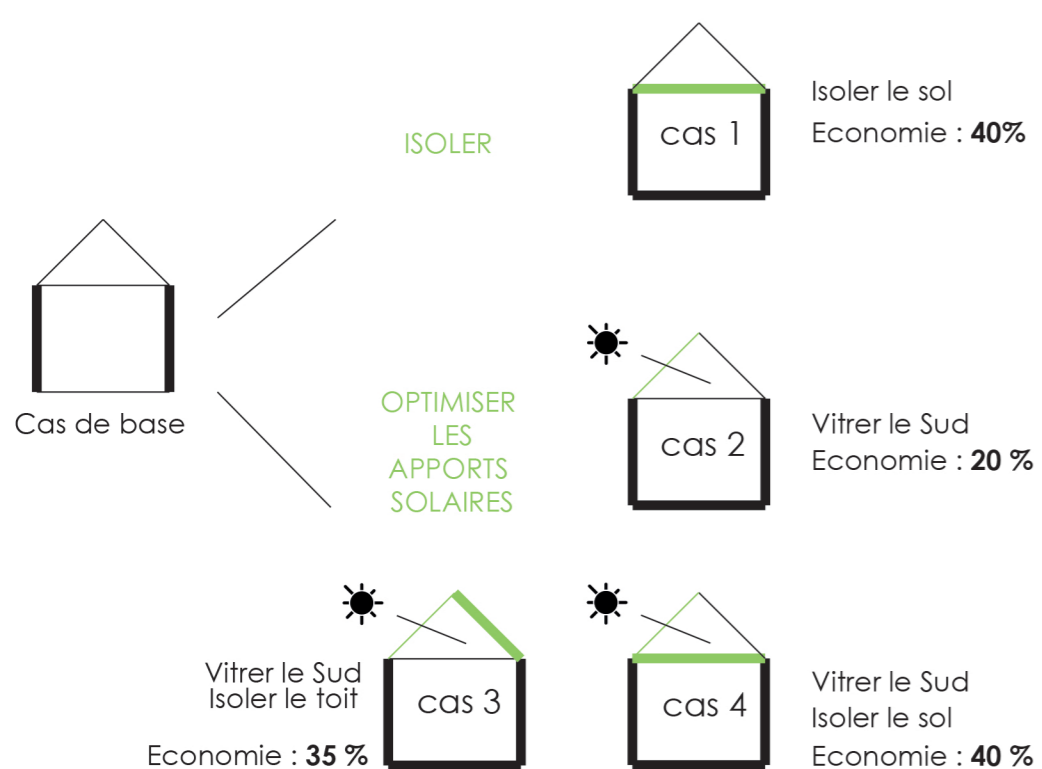 ISOLER
cas 1
Isoler le sol
Economie : 40%
Cas de base
OPTIMISER
LES
APPORTS
SOLAIRES
cas 2
Vitrer le Sud
Economie : 20 %
Vitrer le Sud
Isoler le toit
Economie : 35 %
cas 3
cas 4
Vitrer le Sud
Isoler le sol
Economie : 40 %